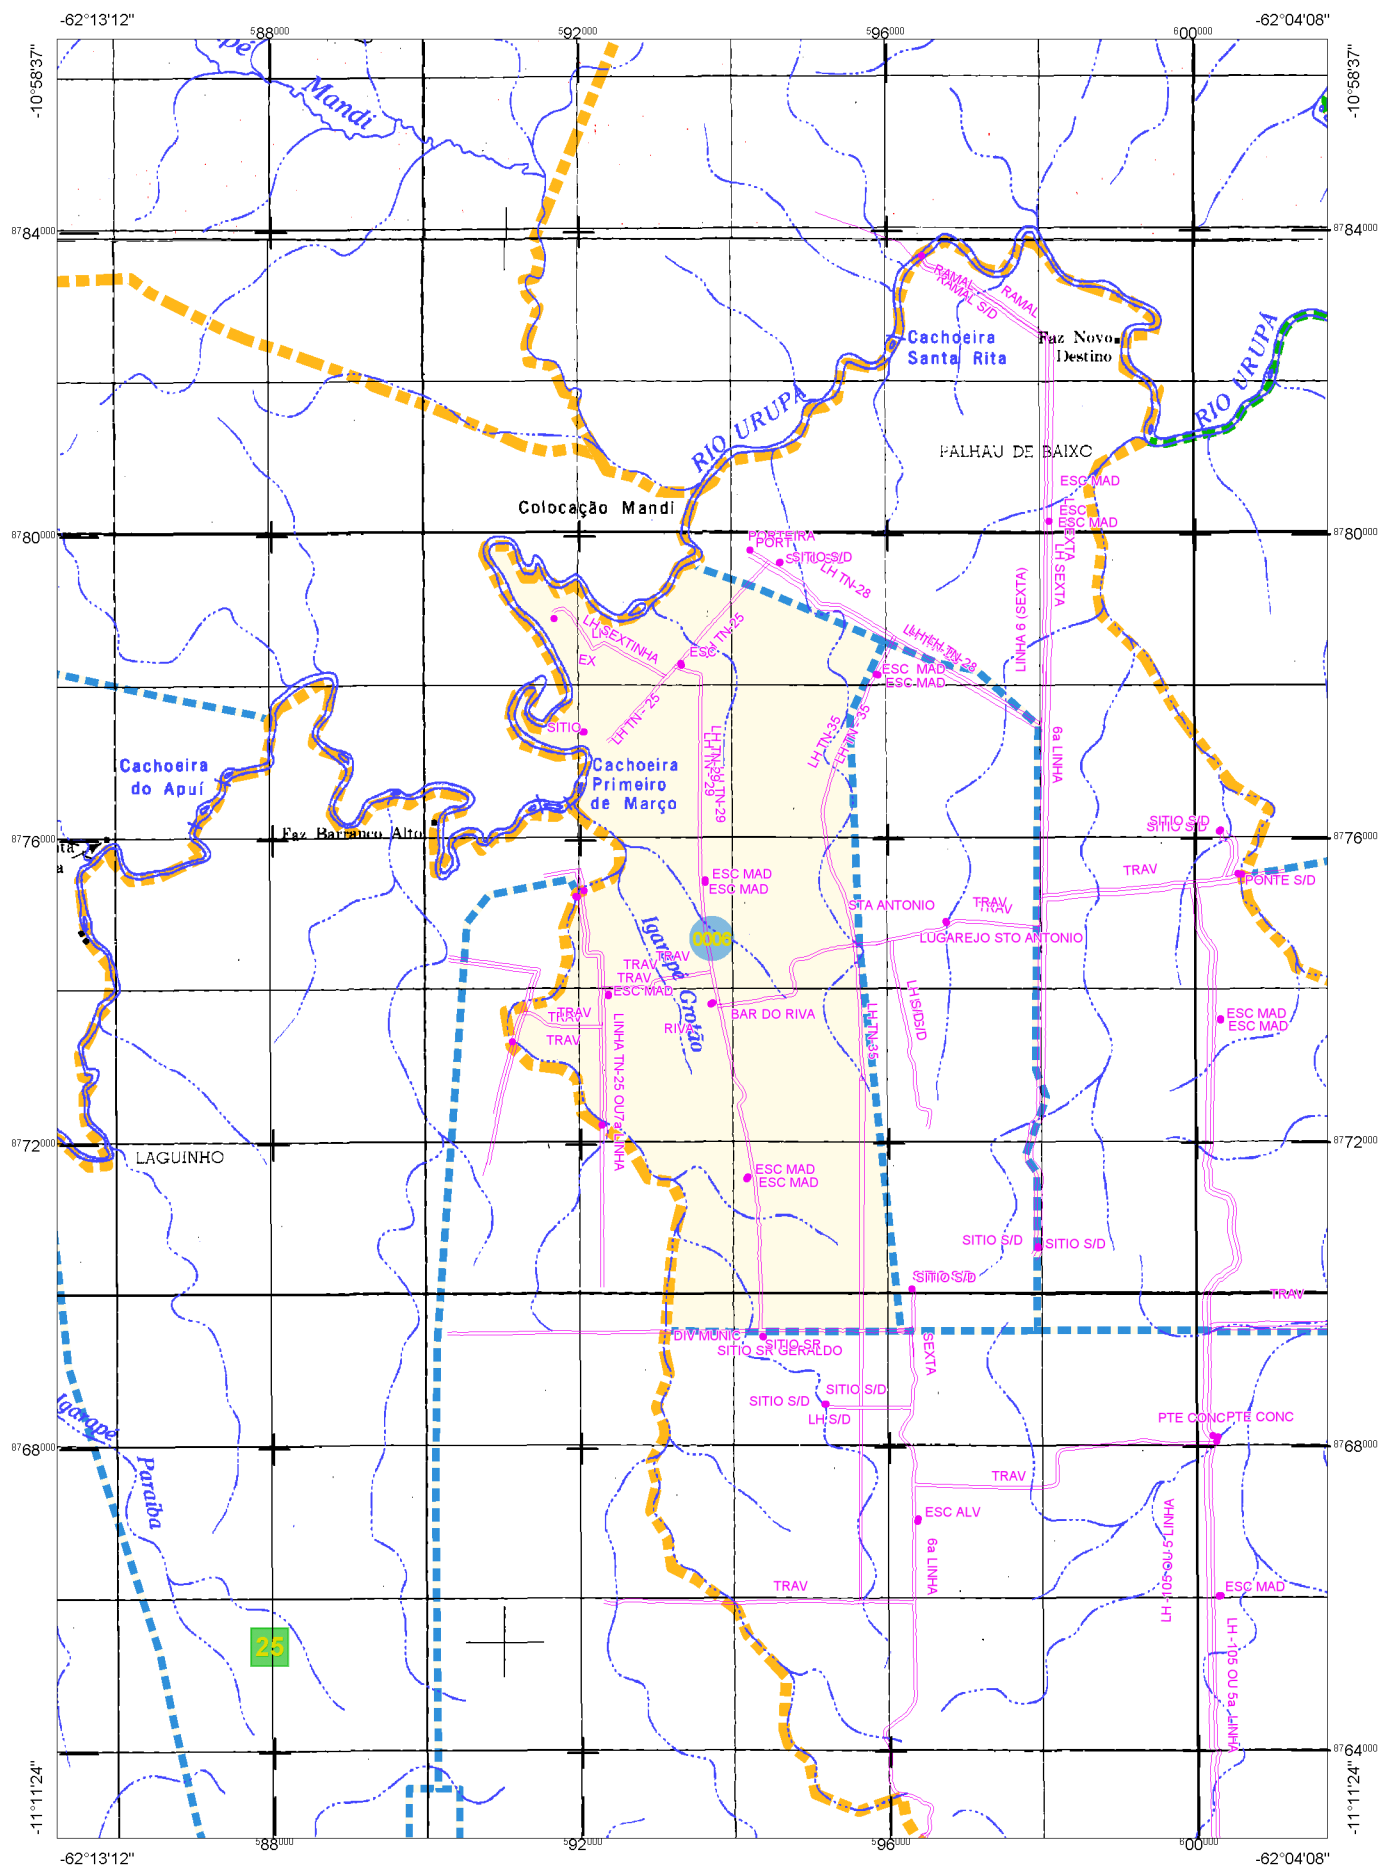 -62°13'12"
-62°04'08"
588000
592000
596000
600000
-10°58'37"
-10°58'37"
Mandi
8784000
8784000
RAMAL
RAMAL
RAMAL S/D
Cachoeira
Santa Rita
Faz Novo
Destino
RIO URUPÁ
RIO URUPÁ
PALHAU DE BAIXO
ESC MAD
Colocação Mandi
ESC
ESC MAD
8780000
8780000
PORTEIRA
PORT
SITIO S/D
LH TN-28
LH SEXTA
LINHA 6 (SEXTA)
LH SEXTINHA
LH TN-25
ESC
EX
LH TN-28
ESC MAD
ESC MAD
LH TN - 25
SITIO
LH TN-35
LH TN - 35
LH TN-29
6a LINHA
Cachoeira
do Apuí
Cachoeira
Primeiro
de Março
Faz Barranco Alto
SITIO S/D
SITIO S/D
8776000
8776000
TRAV
PONTE S/D
ESC MAD
ESC MAD
STA ANTONIO
TRAV
TRAV
LUGAREJO STO ANTONIO
0006
Igarapé Grotão
TRAV
TRAV
TRAV
ESC MAD
BAR DO RIVA
RIVA
TRAV
TRAV
TRAV
LH S/D
LH TN-35
ESC MAD
ESC MAD
LINHA TN-25 OU 7a LINHA
8772000
8772000
LAGUINHO
ESC MAD
ESC MAD
SITIO S/D
SITIO S/D
SITIO S/D
TRAV
DIV MUNIC
SITIO SR
SITIO SR GERALDO
SEXTA
SITIO S/D
SITIO S/D
LH S/D
PTE CONC
PTE CONC
Igarapé
Paraíba
8768000
8768000
TRAV
ESC ALV
6a LINHA
LH -105 OU 5 LINHA
TRAV
ESC MAD
25
LH -105 OU 5a. LINHA
8764000
8764000
-11°11'24"
-11°11'24"
588000
592000
596000
600000
-62°13'12"
-62°04'08"